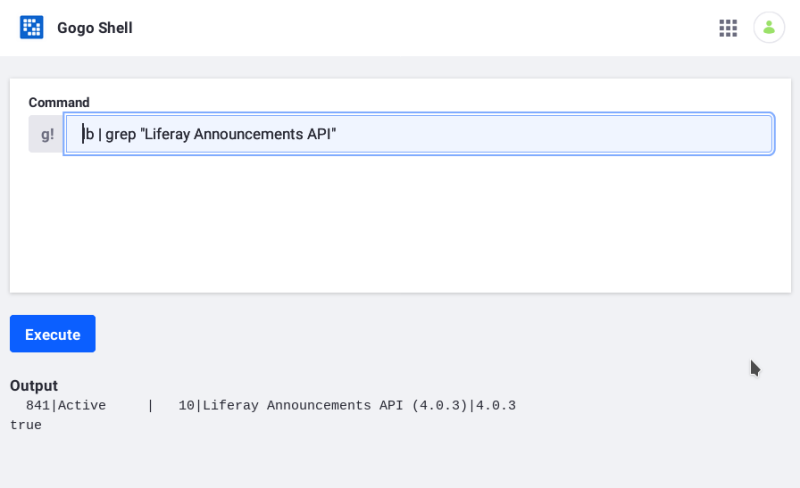 Gogo Shell
Command
g! lb | grep "Liferay Announcements API"
Execute
Output
841|Active     |   10|Liferay Announcements API (4.0.3)|4.0.3
true